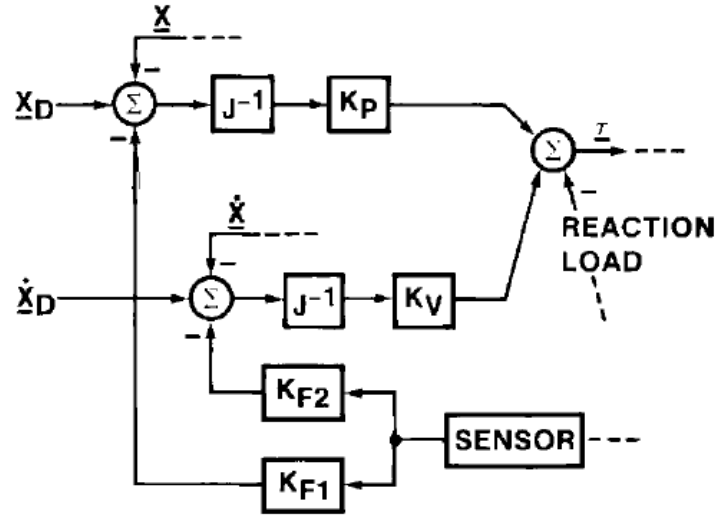 X
X_D
Σ
J⁻¹
K_P
Σ
τ
REACTION
LOAD
Ẋ
Ẋ_D
Σ
J⁻¹
K_V
K_F2
SENSOR
K_F1